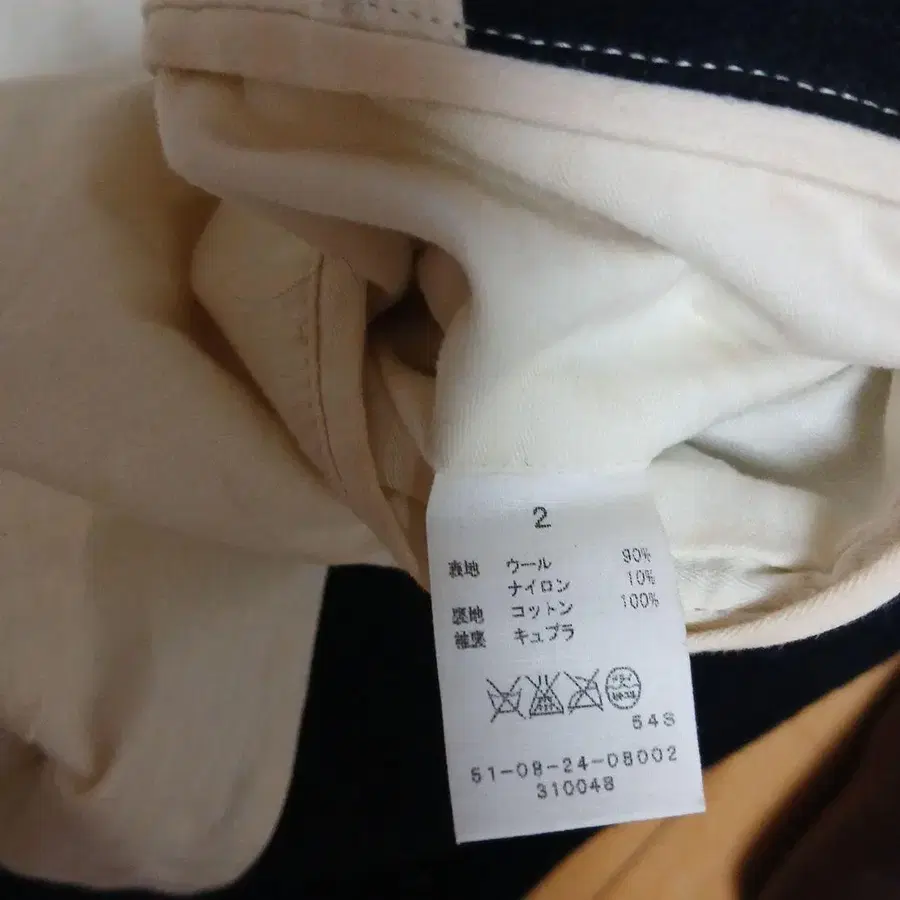 2
表地 ウール 90%
ナイロン 10%
裏地 コットン 100%
袖裏 キュプラ
54S
51-08-24-08002
310048